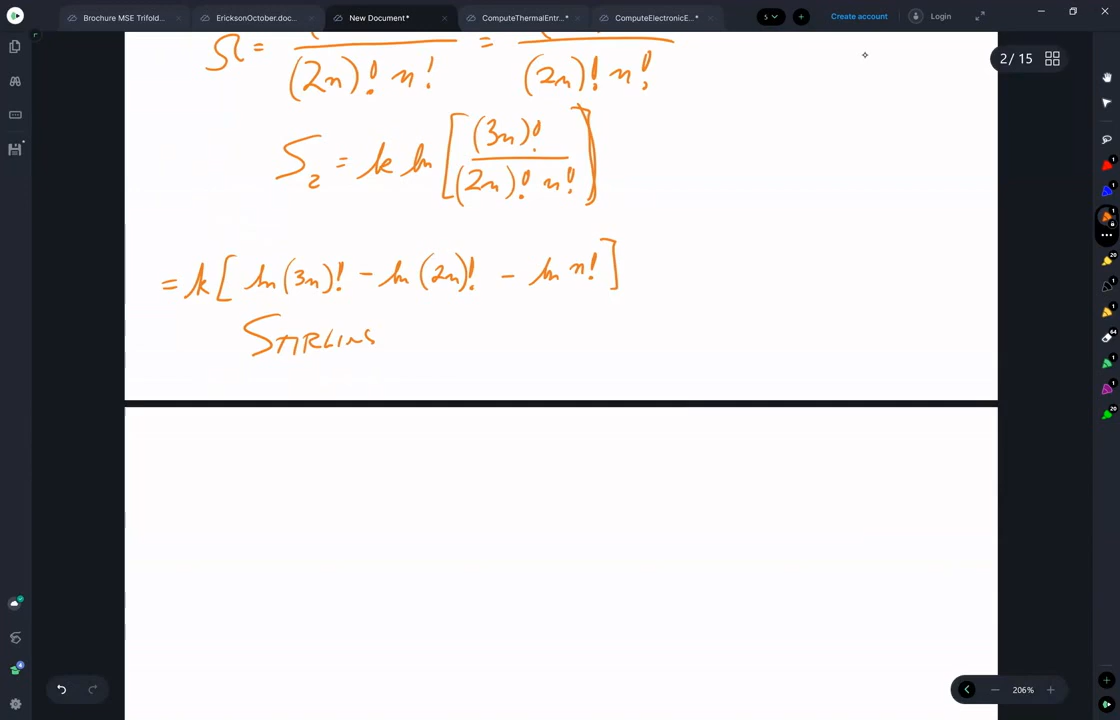 Brochure MSE Trifold... EricksonOctober.doc... New Document* ComputeThermalEntr...* ComputeElectronicE...* 5 Create account Login
2 / 15
Ω = (2n)! n! = (2n)! n!
S₂ = k ln [ (3n)! / (2n)! n! ]
= k [ ln (3n)! - ln (2n)! - ln n! ]
STIRLING
206%